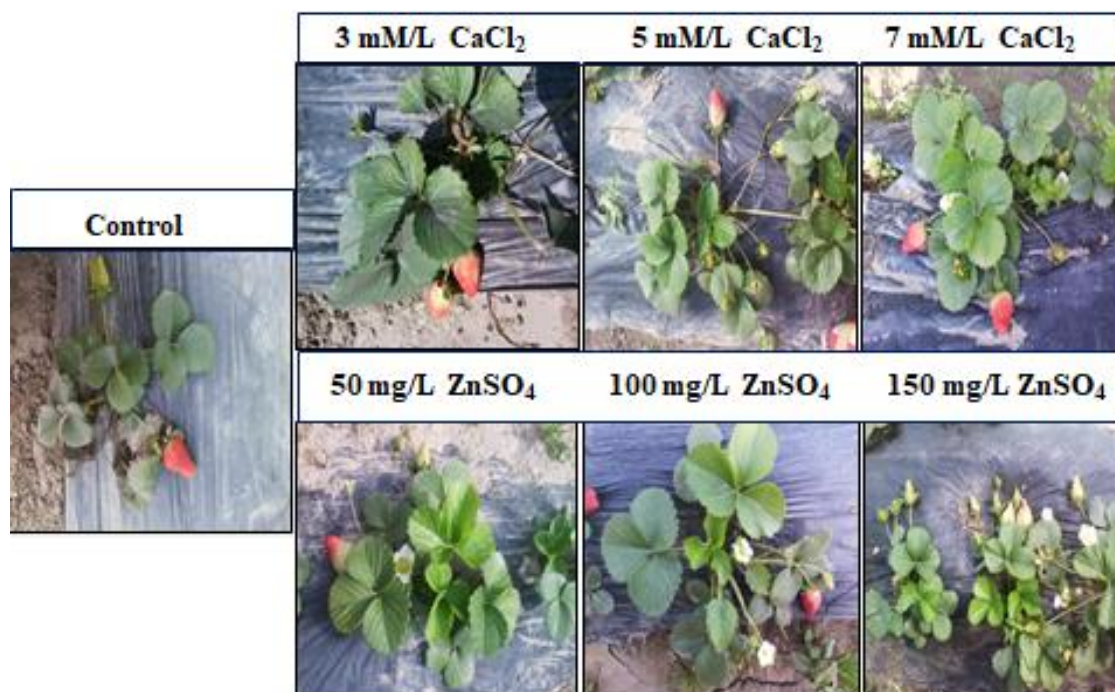 3 mM/L CaCl₂ 5 mM/L CaCl₂ 7 mM/L CaCl₂
Control
50 mg/L ZnSO₄ 100 mg/L ZnSO₄ 150 mg/L ZnSO₄